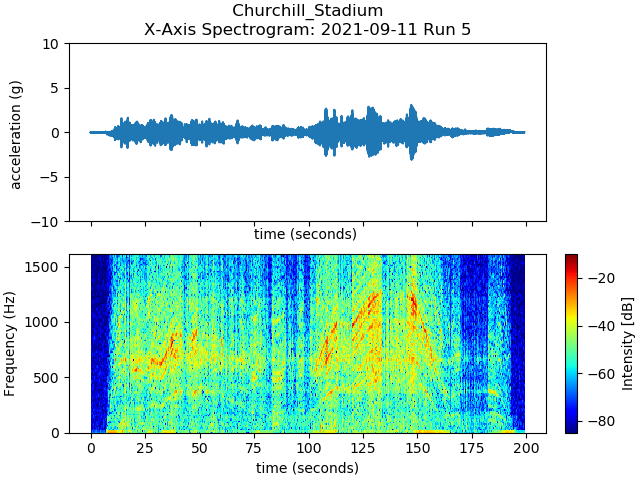 Churchill_Stadium
X-Axis Spectrogram: 2021-09-11 Run 5
10
5
0
−5
−10
acceleration (g)
time (seconds)
1500
1000
500
0
Frequency (Hz)
0 25 50 75 100 125 150 175 200
time (seconds)
−20
−40
−60
−80
Intensity [dB]